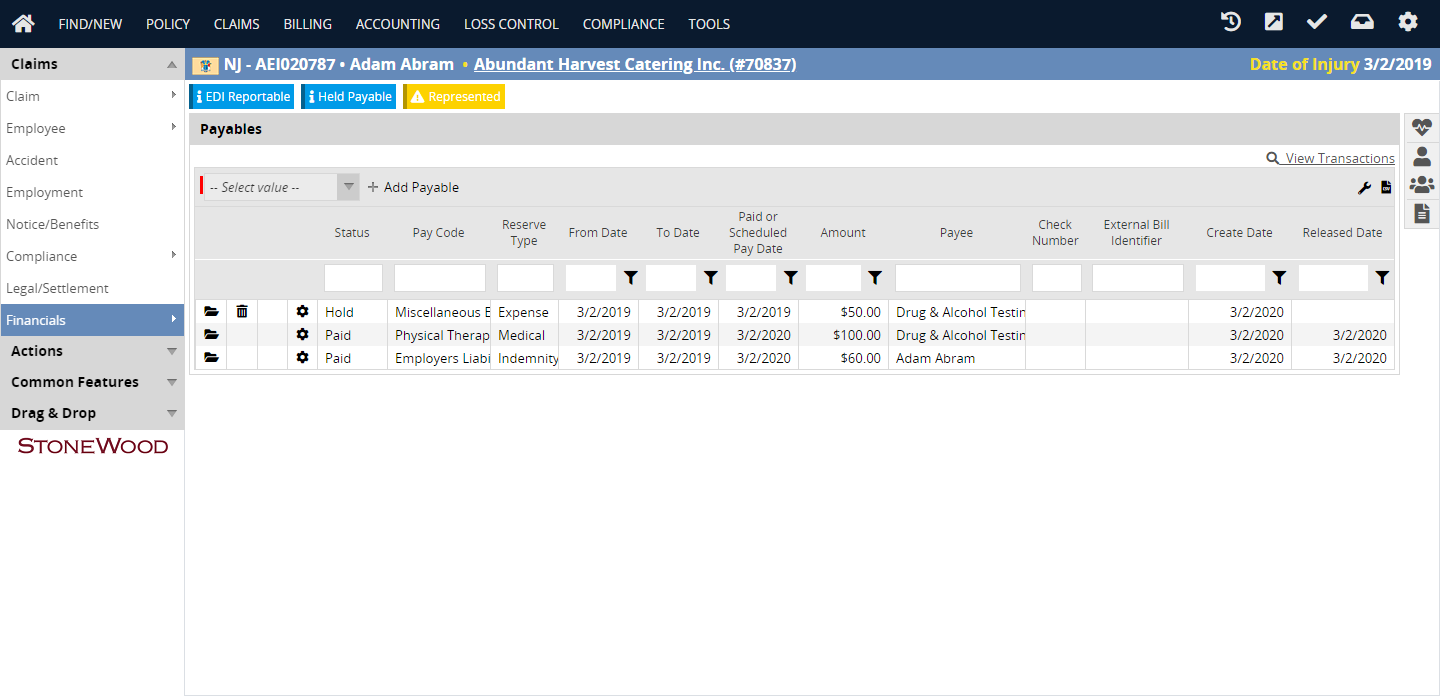 FIND/NEW POLICY CLAIMS BILLING ACCOUNTING LOSS CONTROL COMPLIANCE TOOLS
Claims
NJ - AEI020787 • Adam Abram • Abundant Harvest Catering Inc. (#70837)
Date of Injury 3/2/2019
Claim
Employee
Accident
Employment
Notice/Benefits
Compliance
Legal/Settlement
Financials
Actions
Common Features
Drag & Drop
STONEWOOD
EDI Reportable Held Payable Represented
Payables
View Transactions
-- Select value -- Add Payable
Status Pay Code Reserve Type From Date To Date Paid or Scheduled Pay Date Amount Payee Check Number External Bill Identifier Create Date Released Date
Hold Miscellaneous E Expense 3/2/2019 3/2/2019 3/2/2019 $50.00 Drug & Alcohol Testin 3/2/2020
Paid Physical Therap Medical 3/2/2019 3/2/2019 3/2/2020 $100.00 Drug & Alcohol Testin 3/2/2020 3/2/2020
Paid Employers Liabi Indemnity 3/2/2019 3/2/2019 3/2/2020 $60.00 Adam Abram 3/2/2020 3/2/2020